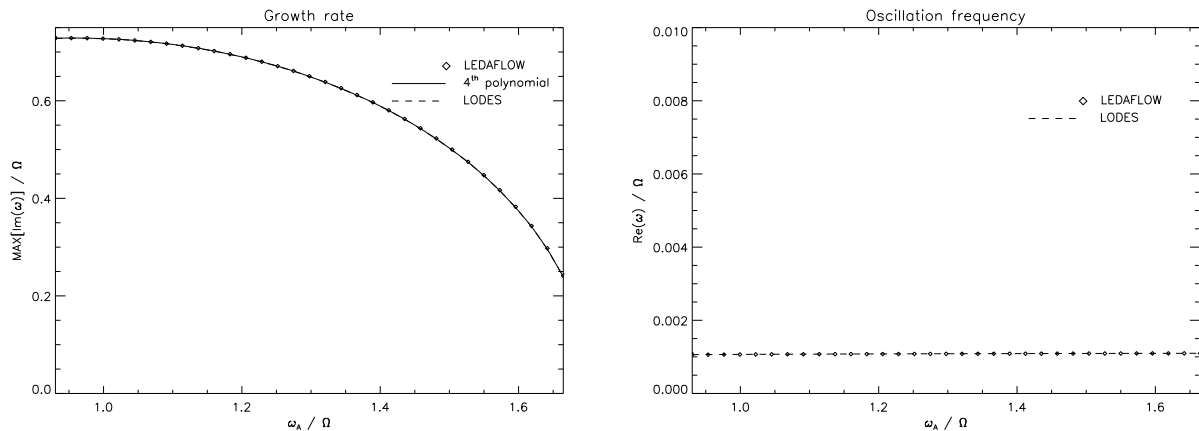 Growth rate
MAX[Im(ω)] / Ω
0.6
0.4
0.2
0.0
LEDAFLOW
4th polynomial
LODES
1.0 1.2 1.4 1.6
ωA / Ω
Oscillation frequency
Re(ω) / Ω
0.010
0.008
0.006
0.004
0.002
0.000
LEDAFLOW
LODES
1.0 1.2 1.4 1.6
ωA / Ω